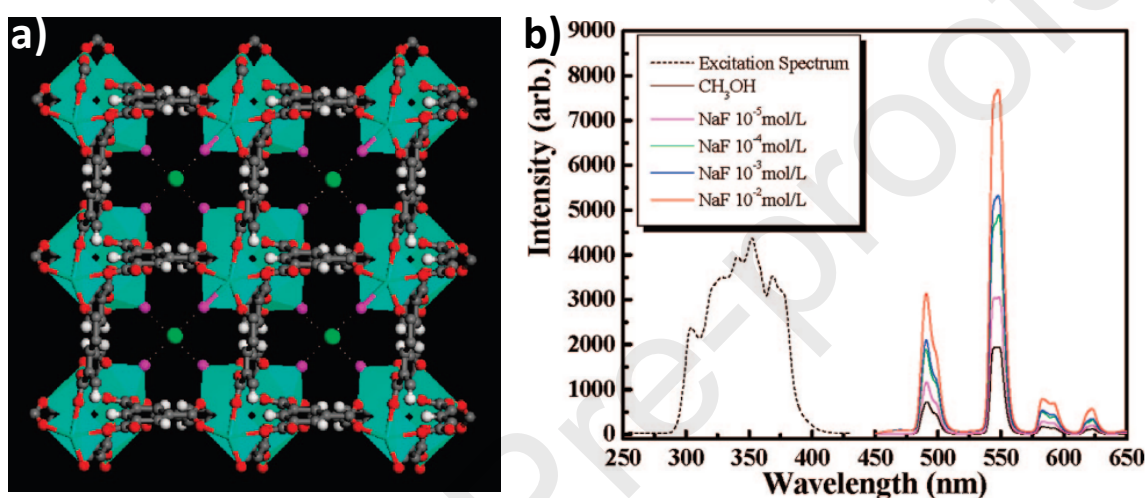 a)
b)
9000
8000
7000
6000
5000
4000
3000
2000
1000
0
Intensity (arb.)
Excitation Spectrum
CH₃OH
NaF 10⁻⁵mol/L
NaF 10⁻⁴mol/L
NaF 10⁻³mol/L
NaF 10⁻²mol/L
250 300 350 400 450 500 550 600 650
Wavelength (nm)
re-proof